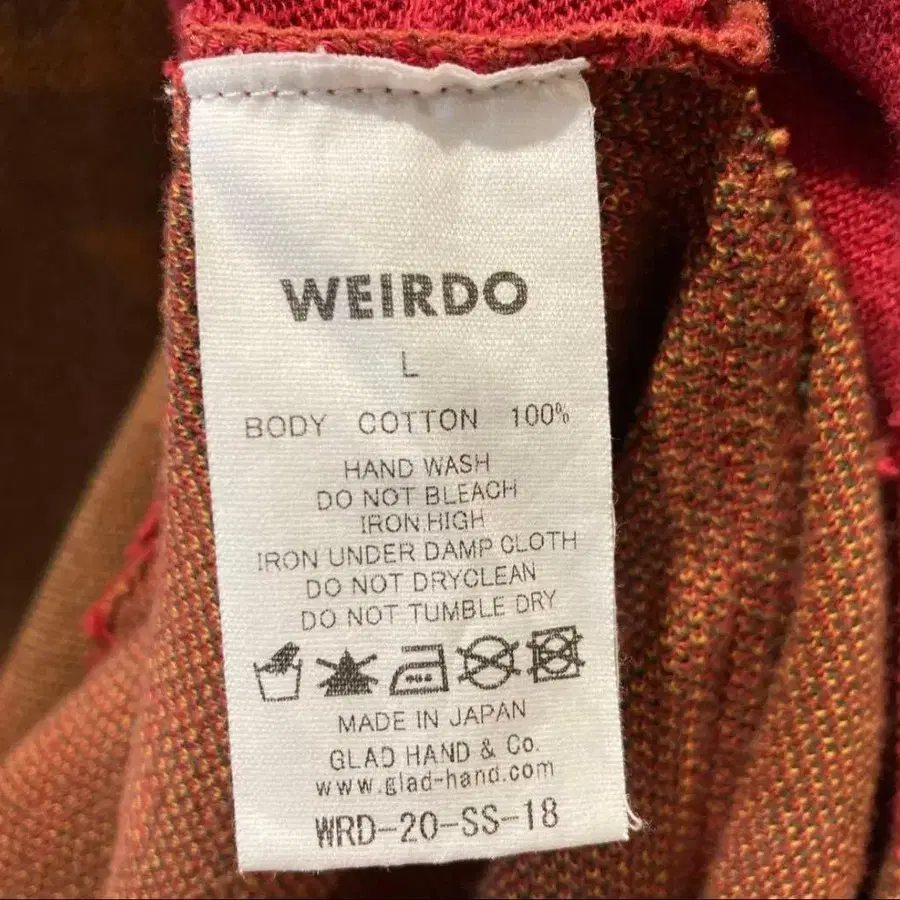 WEIRDO
L
BODY COTTON 100%
HAND WASH
DO NOT BLEACH
IRON HIGH
IRON UNDER DAMP CLOTH
DO NOT DRYCLEAN
DO NOT TUMBLE DRY
MADE IN JAPAN
GLAD HAND & Co.
www.glad-hand.com
WRD-20-SS-18